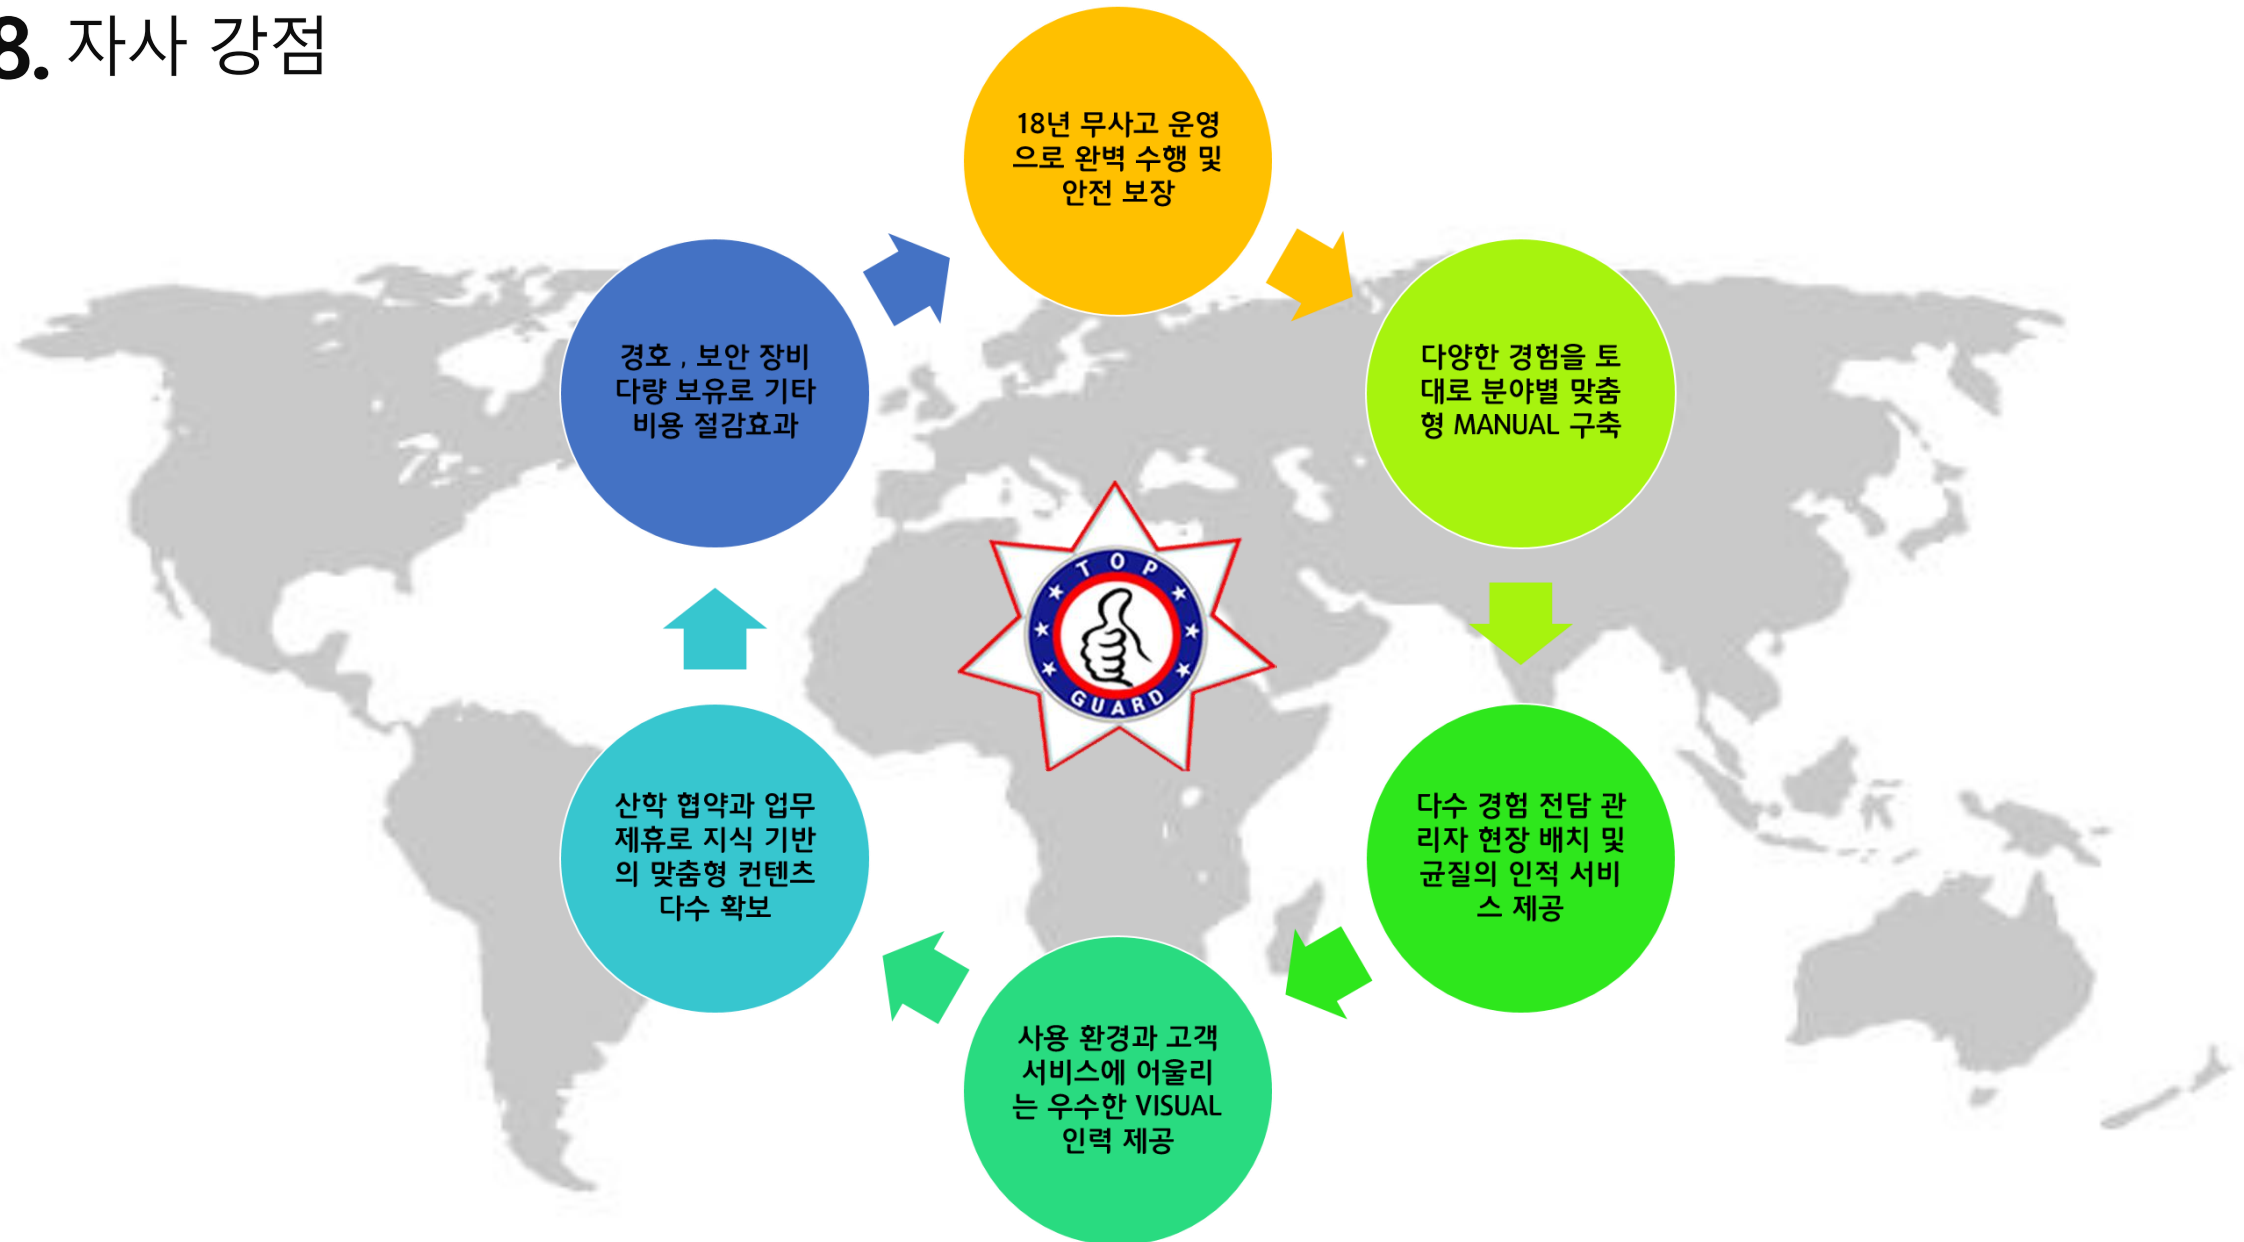 8. 자사 강점
18년 무사고 운영
으로 완벽 수행 및
안전 보장
다양한 경험을 토
대로 분야별 맞춤
형 MANUAL 구축
다수 경험 전담 관
리자 현장 배치 및
균질의 인적 서비
스 제공
사용 환경과 고객
서비스에 어울리
는 우수한 VISUAL
인력 제공
산학 협약과 업무
제휴로 지식 기반
의 맞춤형 컨텐츠
다수 확보
경호 , 보안 장비
다량 보유로 기타
비용 절감효과
TOP
GUARD